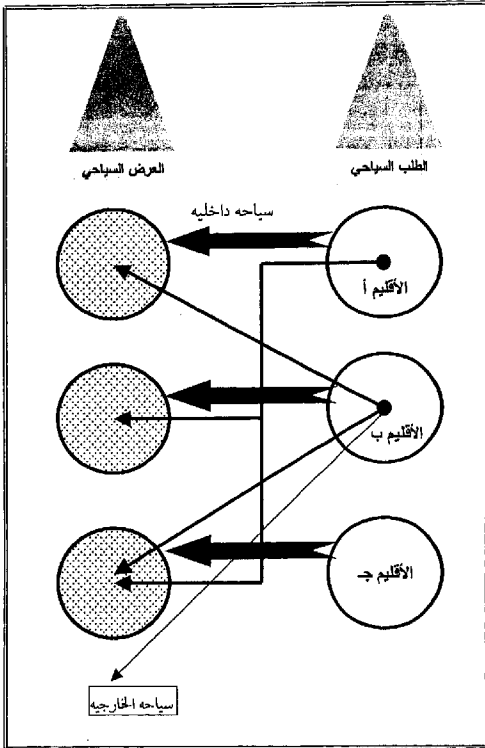 الطلب السياحي
العرض السياحي
سياحه داخليه
الأقليم أ
الأقليم ب
الأقليم جـ
سياحه الخارجيه